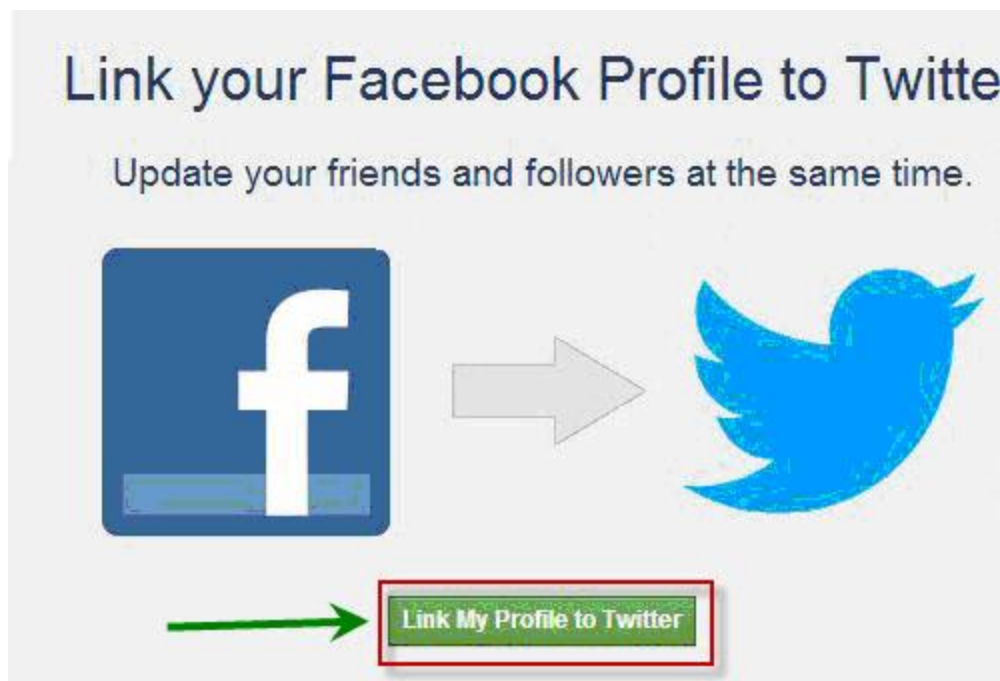 Link your Facebook Profile to Twitte
Update your friends and followers at the same time.
Link My Profile to Twitter